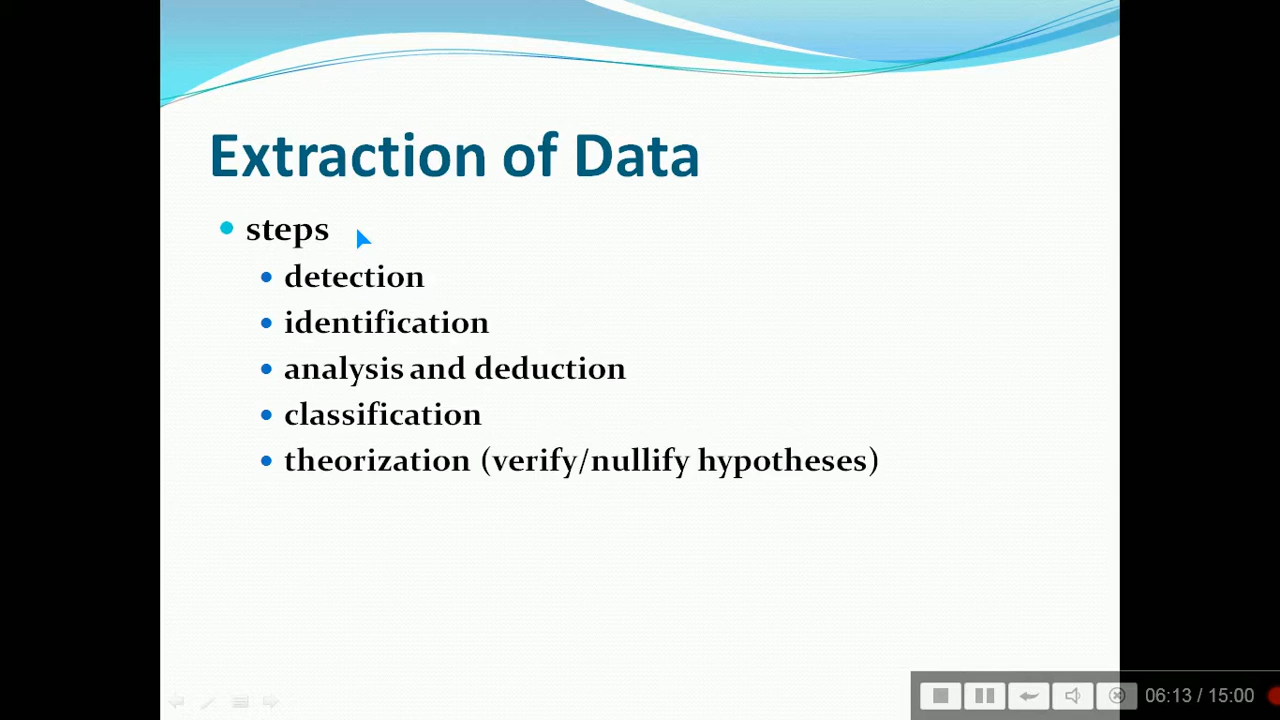 Extraction of Data
steps
detection
identification
analysis and deduction
classification
theorization (verify/nullify hypotheses)
06:13 / 15:00